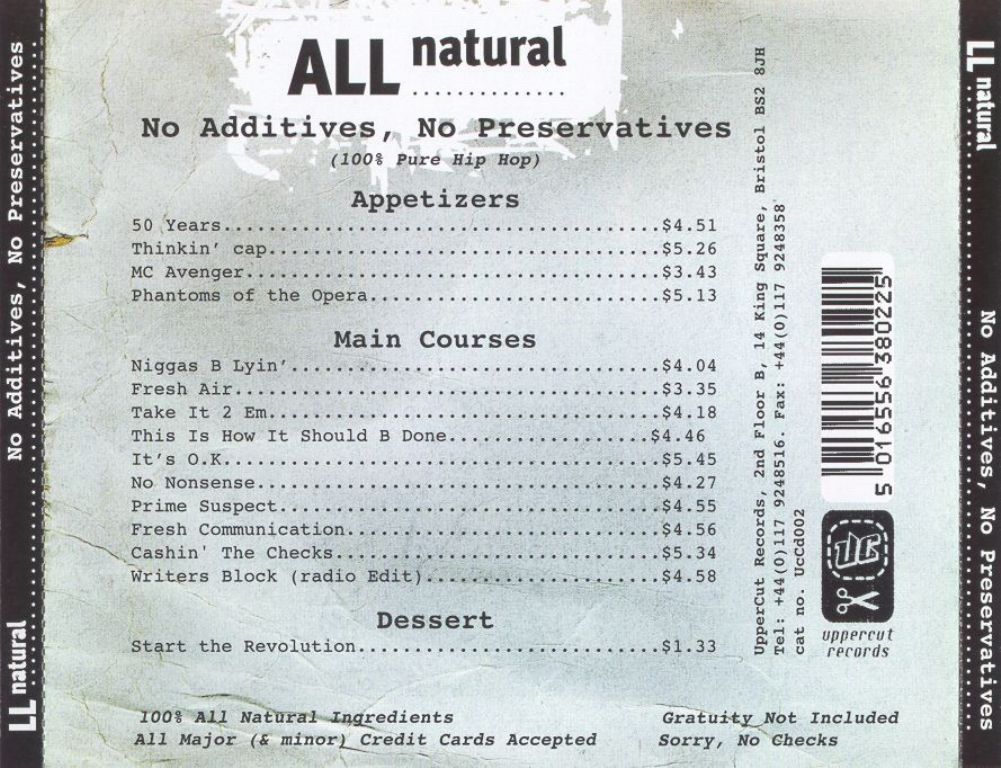 ALL natural
No Additives, No Preservatives
(100% Pure Hip Hop)
Appetizers
50 Years.......................................$4.51
Thinkin' cap...................................$5.26
MC Avenger.....................................$3.43
Phantoms of the Opera..........................$5.13
Main Courses
Niggas B Lyin'.................................$4.04
Fresh Air......................................$3.35
Take It 2 Em...................................$4.18
This Is How It Should B Done..................$4.46
It's O.K.......................................$5.45
No Nonsense....................................$4.27
Prime Suspect..................................$4.55
Fresh Communication............................$4.56
Cashin' The Checks.............................$5.34
Writers Block (radio Edit).....................$4.58
Dessert
Start the Revolution...........................$1.33
100% All Natural Ingredients
All Major (& minor) Credit Cards Accepted
Gratuity Not Included
Sorry, No Checks
UpperCut Records, 2nd Floor B, 14 King Square, Bristol BS2 8JH
Tel: +44(0)117 9248516. Fax: +44(0)117 9248358
cat no. UcCd002
5 016556 380225
UC
uppercut
records
LL natural
No Additives, No Preservatives
LL natural
No Additives, No Preservatives